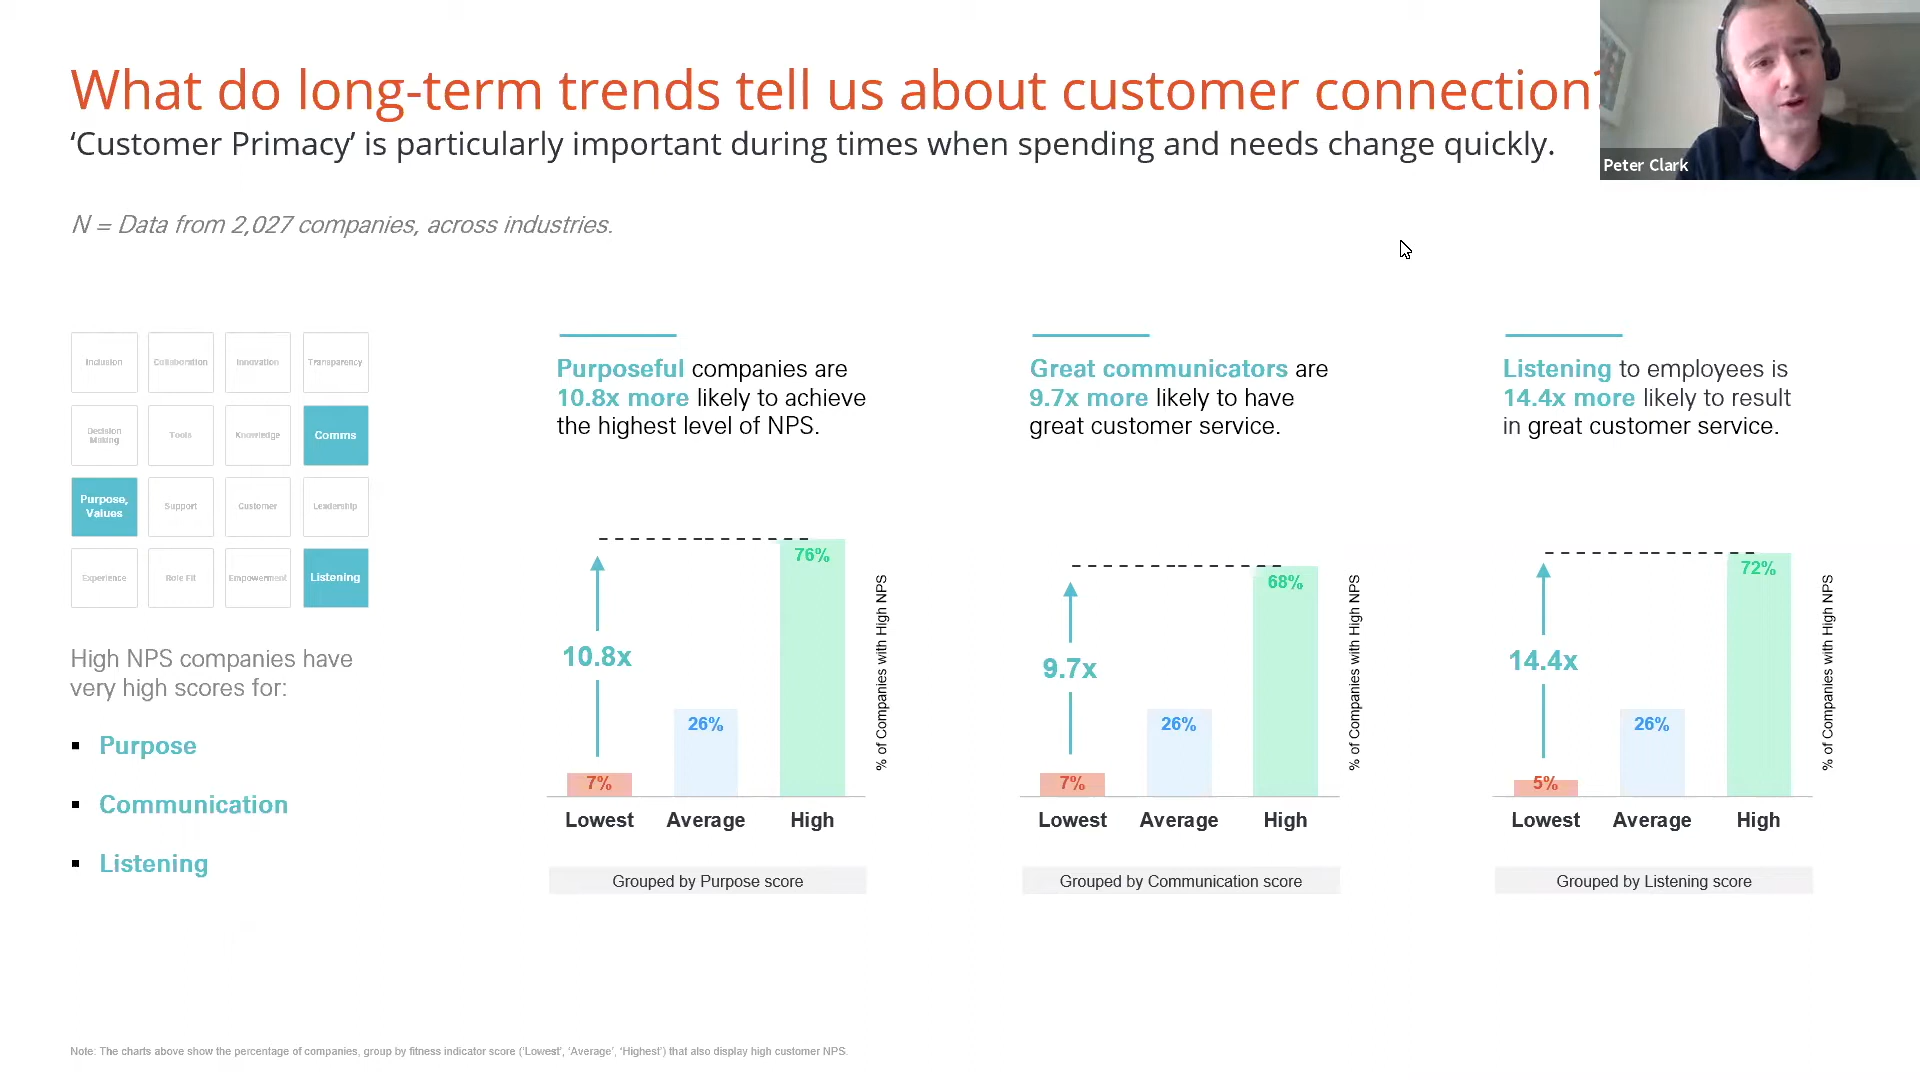 What do long-term trends tell us about customer connection?
‘Customer Primacy’ is particularly important during times when spending and needs change quickly.
Peter Clark
N = Data from 2,027 companies, across industries.
Inclusion
Collaboration
Innovation
Transparency
Decision
Making
Tools
Knowledge
Comms
Purpose,
Values
Support
Customer
Leadership
Experience
Role Fit
Empowerment
Listening
High NPS companies have
very high scores for:
▪ Purpose
▪ Communication
▪ Listening
Purposeful companies are
10.8x more likely to achieve
the highest level of NPS.
76%
10.8x
26%
7%
Lowest
Average
High
% of Companies with High NPS
Grouped by Purpose score
Great communicators are
9.7x more likely to have
great customer service.
68%
9.7x
26%
7%
Lowest
Average
High
% of Companies with High NPS
Grouped by Communication score
Listening to employees is
14.4x more likely to result
in great customer service.
72%
14.4x
26%
5%
Lowest
Average
High
% of Companies with High NPS
Grouped by Listening score
Note: The charts above show the percentage of companies, group by fitness indicator score (‘Lowest’, ‘Average’, ‘Highest’) that also display high customer NPS.